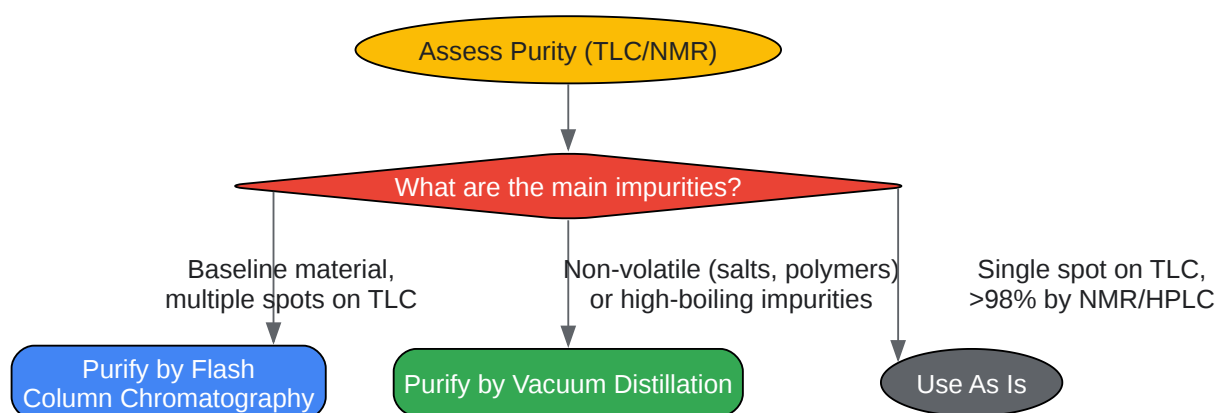 Assess Purity (TLC/NMR)
What are the main impurities?
Baseline material,
multiple spots on TLC
Non-volatile (salts, polymers)
or high-boiling impurities
Single spot on TLC,
>98% by NMR/HPLC
Purify by Flash
Column Chromatography
Purify by Vacuum Distillation
Use As Is